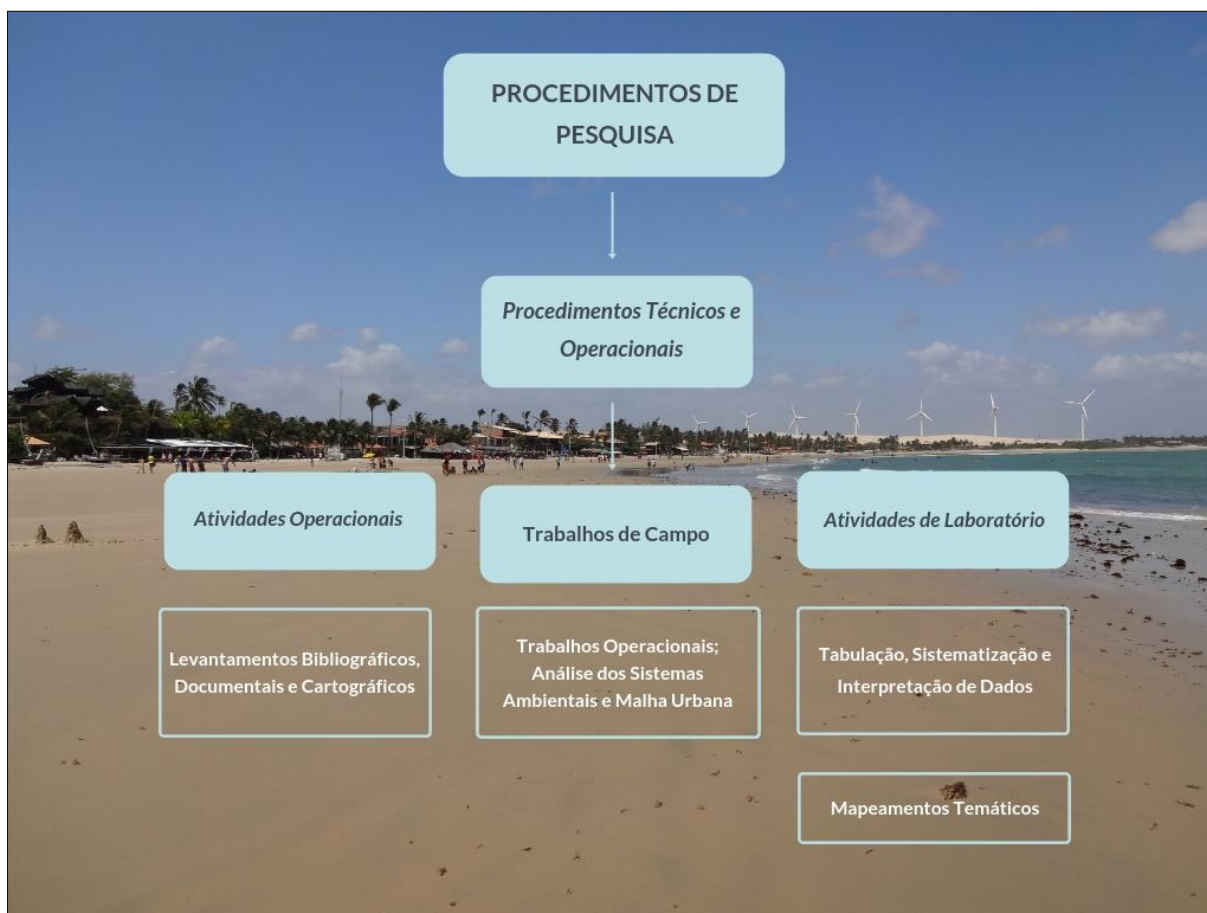 PROCEDIMENTOS DE
PESQUISA
Procedimentos Técnicos e
Operacionais
Atividades Operacionais
Trabalhos de Campo
Atividades de Laboratório
Levantamentos Bibliográficos,
Documentais e Cartográficos
Trabalhos Operacionais;
Análise dos Sistemas
Ambientais e Malha Urbana
Tabulação, Sistematização e
Interpretação de Dados
Mapeamentos Temáticos